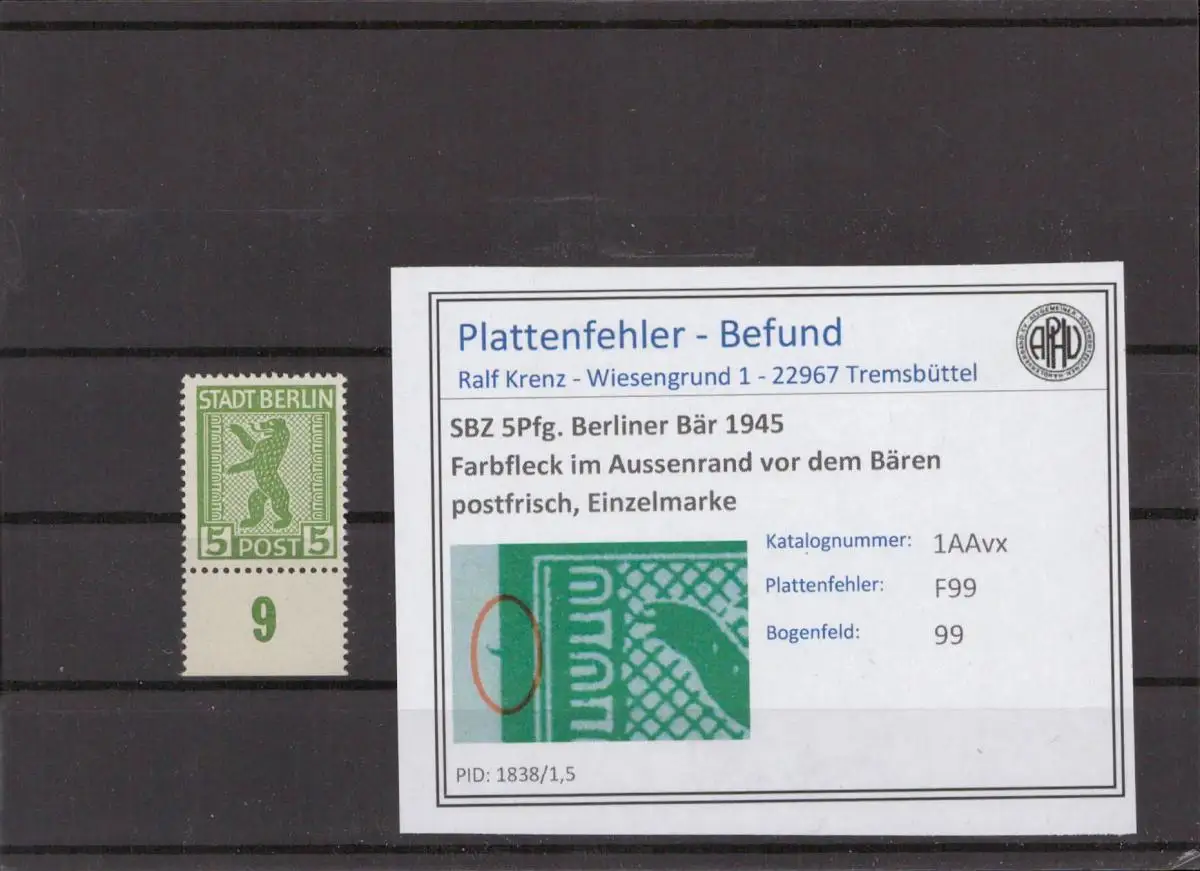 STADT BERLIN
5 POST 5
9
Plattenfehler - Befund
Ralf Krenz - Wiesengrund 1 - 22967 Tremsbüttel
APHV
SBZ 5Pfg. Berliner Bär 1945
Farbfleck im Aussenrand vor dem Bären
postfrisch, Einzelmarke
Katalognummer: 1AAvx
Plattenfehler: F99
Bogenfeld: 99
PID: 1838/1,5